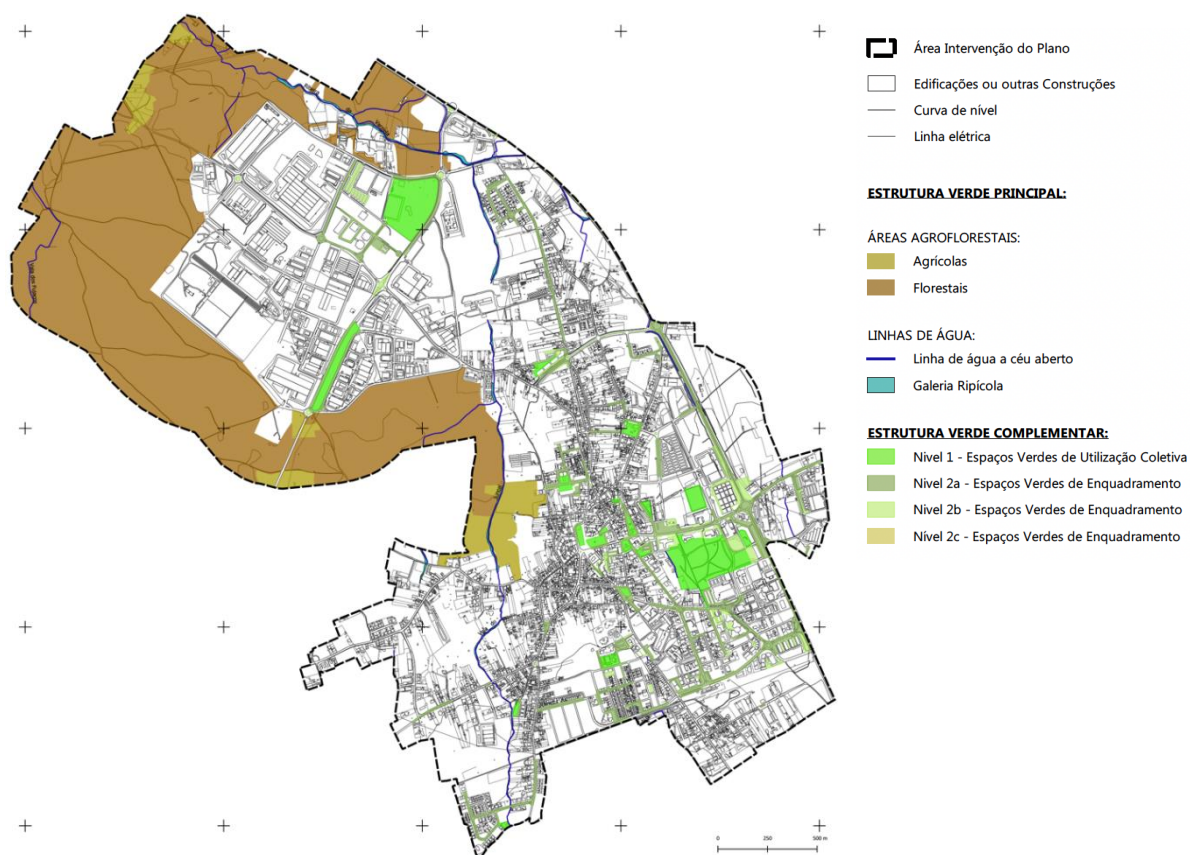 Área Intervenção do Plano
Edificações ou outras Construções
Curva de nível
Linha elétrica
ESTRUTURA VERDE PRINCIPAL:
ÁREAS AGROFLORESTAIS:
Agrícolas
Florestais
LINHAS DE ÁGUA:
Linha de água a céu aberto
Galeria Ripícola
ESTRUTURA VERDE COMPLEMENTAR:
Nivel 1 - Espaços Verdes de Utilização Coletiva
Nivel 2a - Espaços Verdes de Enquadramento
Nivel 2b - Espaços Verdes de Enquadramento
Nível 2c - Espaços Verdes de Enquadramento
0 250 500 m